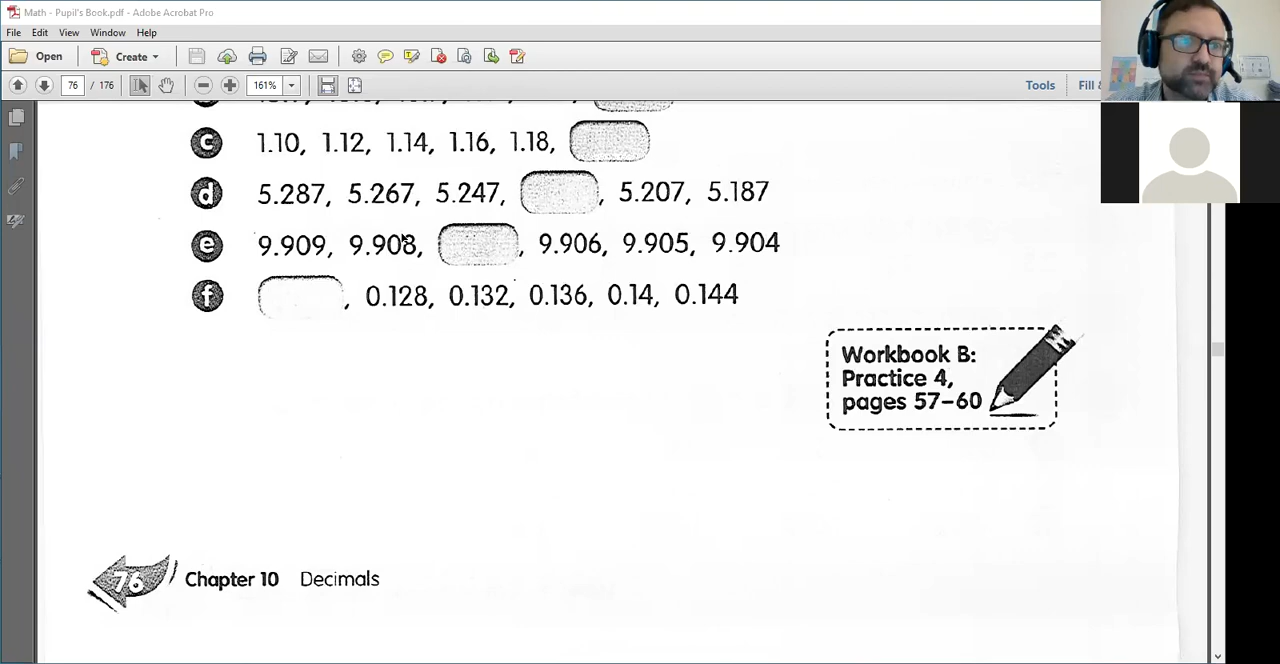 Math - Pupil's Book.pdf - Adobe Acrobat Pro
File Edit View Window Help
Open Create
76 / 176 161% Tools Fill &
c 1.10, 1.12, 1.14, 1.16, 1.18,
d 5.287, 5.267, 5.247, , 5.207, 5.187
e 9.909, 9.908, , 9.906, 9.905, 9.904
f , 0.128, 0.132, 0.136, 0.14, 0.144
Workbook B:
Practice 4,
pages 57–60
76 Chapter 10 Decimals